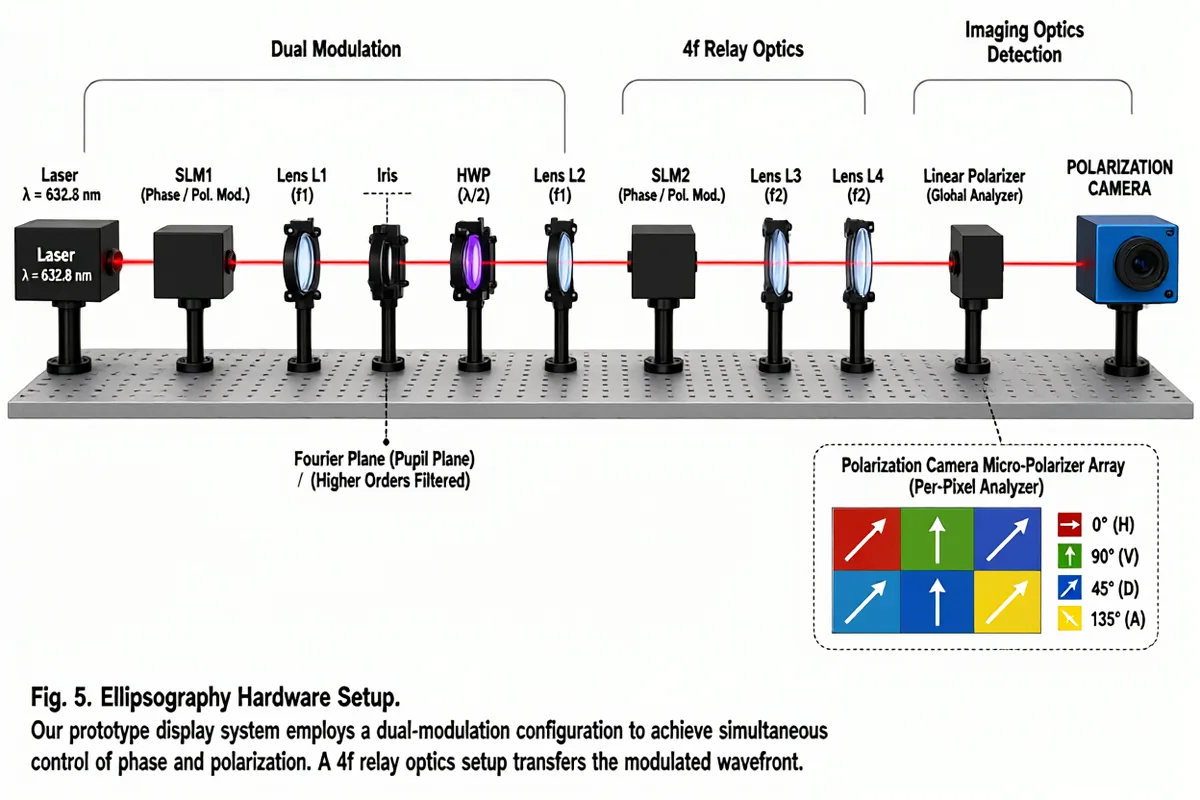 Dual Modulation
4f Relay Optics
Imaging Optics
Detection
Laser
λ = 632.8 nm
SLM1
(Phase / Pol. Mod.)
Lens L1
(f1)
Iris
HWP
(λ/2)
Lens L2
(f1)
SLM2
(Phase / Pol. Mod.)
Lens L3
(f2)
Lens L4
(f2)
Linear Polarizer
(Global Analyzer)
POLARIZATION
CAMERA
Laser
λ = 632.8 nm
Fourier Plane (Pupil Plane)
/ (Higher Orders Filtered)
Polarization Camera Micro-Polarizer Array
(Per-Pixel Analyzer)
0° (H)
90° (V)
45° (D)
135° (A)
Fig. 5. Ellipsography Hardware Setup.
Our prototype display system employs a dual-modulation configuration to achieve simultaneous
control of phase and polarization. A 4f relay optics setup transfers the modulated wavefront.